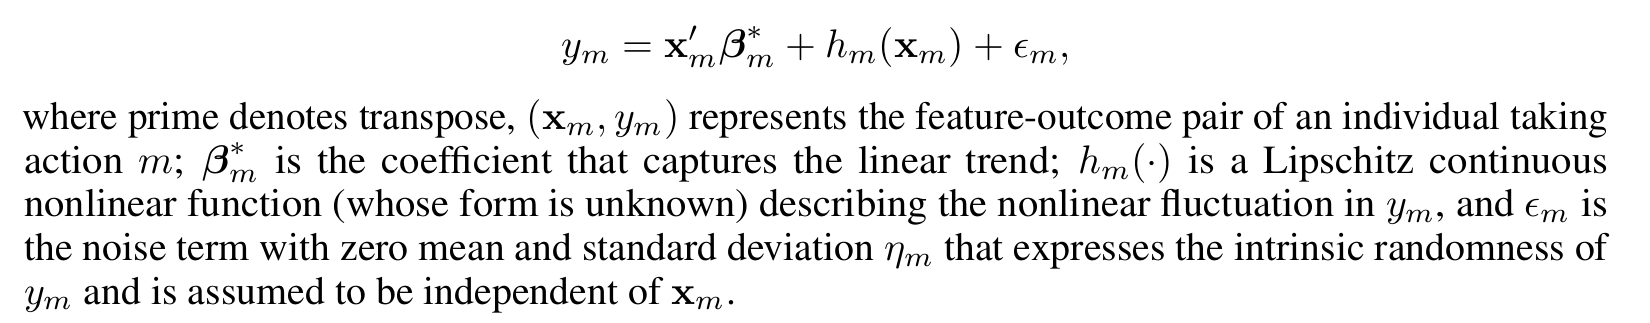 y_m = x′_m β*_m + h_m(x_m) + ϵ_m,
where prime denotes transpose, (x_m, y_m) represents the feature-outcome pair of an individual taking
action m; β*_m is the coefficient that captures the linear trend; h_m(·) is a Lipschitz continuous
nonlinear function (whose form is unknown) describing the nonlinear fluctuation in y_m, and ϵ_m is
the noise term with zero mean and standard deviation η_m that expresses the intrinsic randomness of
y_m and is assumed to be independent of x_m.